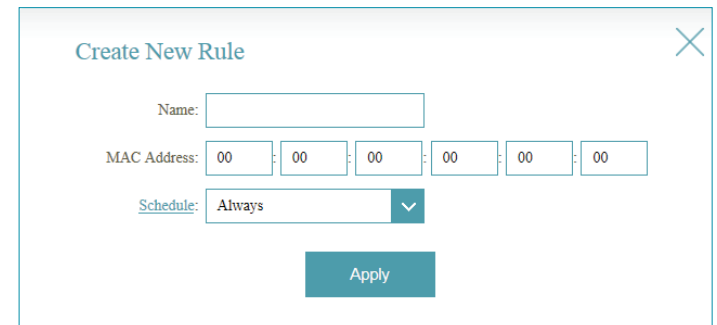 Create New Rule
Name:
MAC Address: 00 : 00 : 00 : 00 : 00 : 00
Schedule: Always
Apply